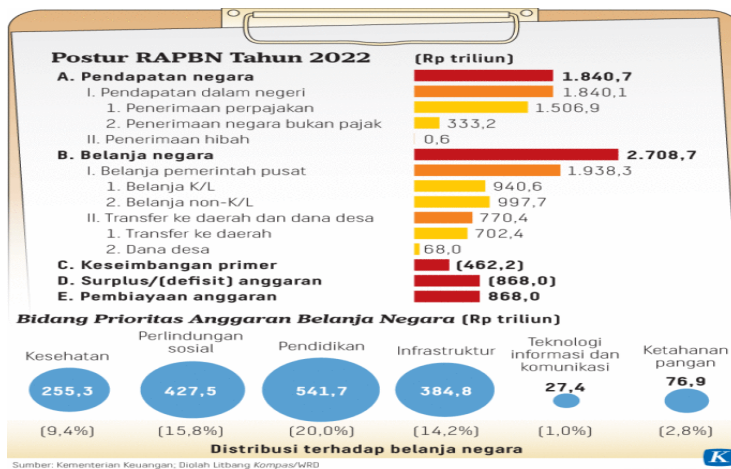 Postur RAPBN Tahun 2022 (Rp triliun)
A. Pendapatan negara 1.840,7
I. Pendapatan dalam negeri 1.840,1
1. Penerimaan perpajakan 1.506,9
2. Penerimaan negara bukan pajak 333,2
II. Penerimaan hibah 0,6
B. Belanja negara 2.708,7
I. Belanja pemerintah pusat 1.938,3
1. Belanja K/L 940,6
2. Belanja non-K/L 997,7
II. Transfer ke daerah dan dana desa 770,4
1. Transfer ke daerah 702,4
2. Dana desa 68,0
C. Keseimbangan primer (462,2)
D. Surplus/(defisit) anggaran (868,0)
E. Pembiayaan anggaran 868,0
Bidang Prioritas Anggaran Belanja Negara (Rp triliun)
Kesehatan
255,3
(9,4%)
Perlindungan
sosial
427,5
(15,8%)
Pendidikan
541,7
(20,0%)
Infrastruktur
384,8
(14,2%)
Teknologi
informasi dan
komunikasi
27,4
(1,0%)
Ketahanan
pangan
76,9
(2,8%)
Distribusi terhadap belanja negara
Sumber: Kementerian Keuangan; Diolah Litbang Kompas/WRD
K